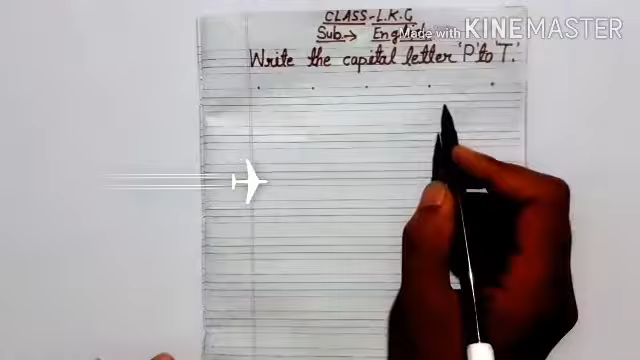 CLASS-L.K.G
Sub.→ English
Made with KINEMASTER
Write the capital letter 'P' to 'T'.